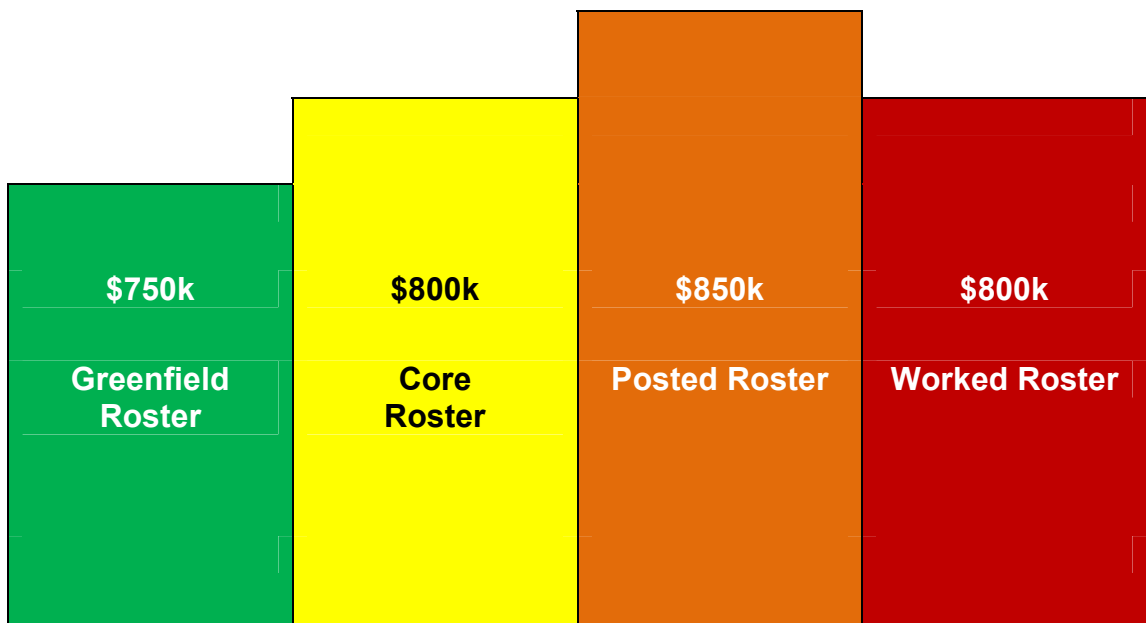 $750k
Greenfield
Roster
$800k
Core
Roster
$850k
Posted Roster
$800k
Worked Roster